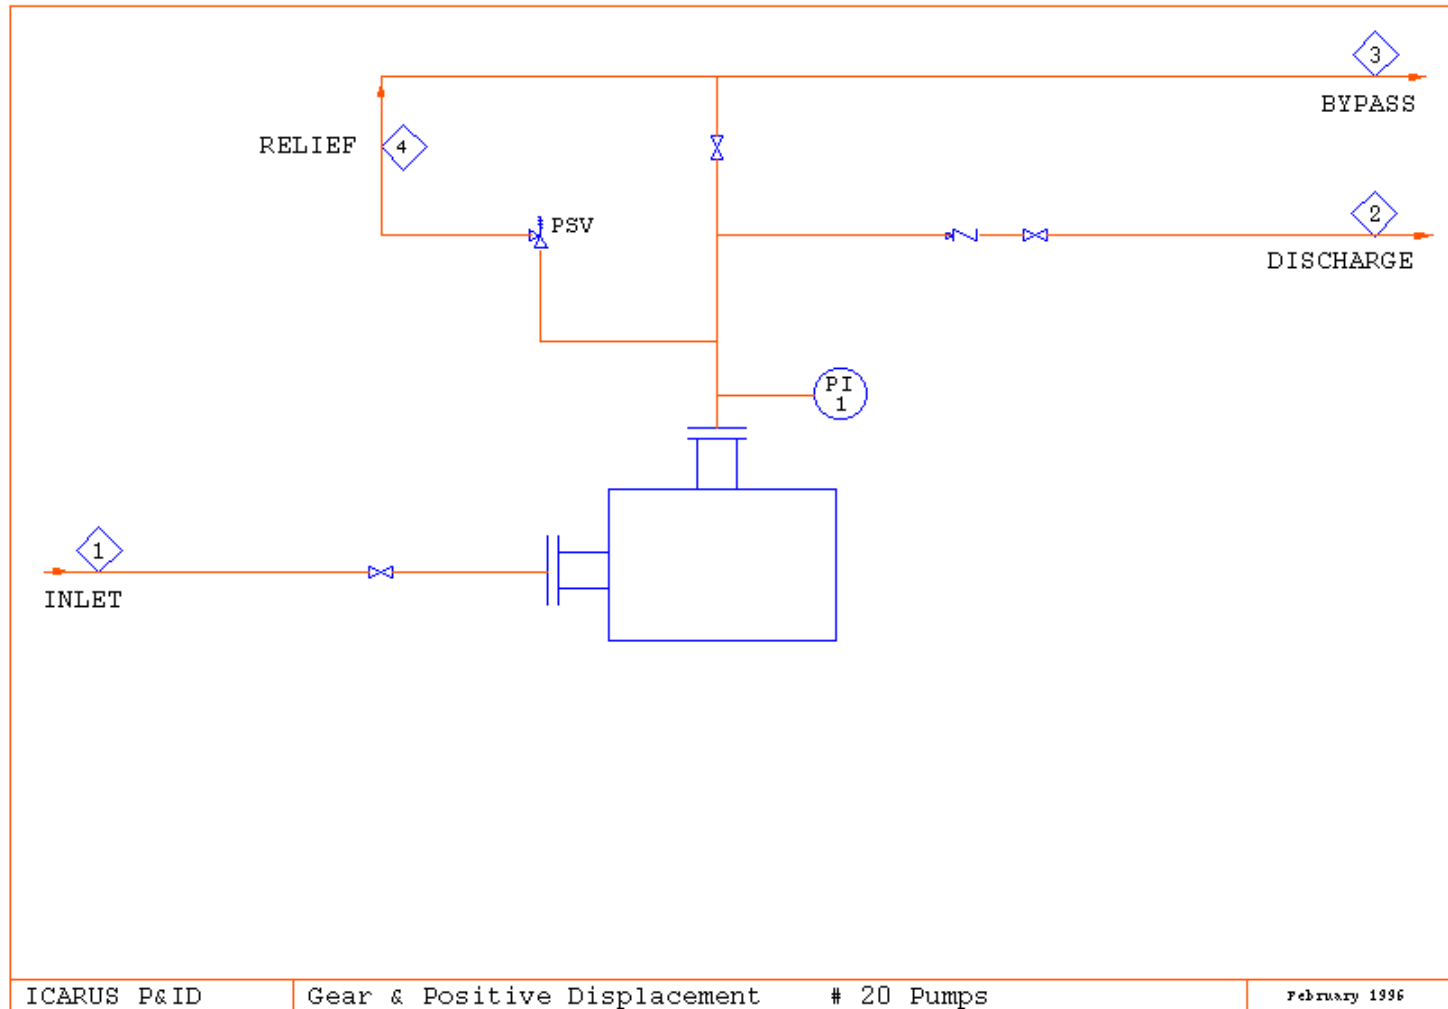 3
BYPASS
RELIEF 4
2
PSV
DISCHARGE
PI
1
1
INLET
ICARUS P&ID Gear & Positive Displacement # 20 Pumps February 1996